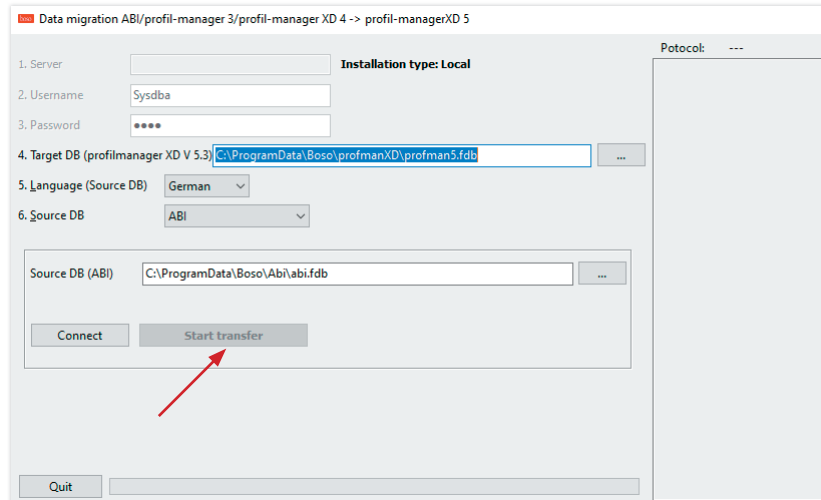 boso Data migration ABI/profil-manager 3/profil-manager XD 4 -> profil-managerXD 5
Potocol: ---
1. Server Installation type: Local
2. Username Sysdba
3. Password ●●●●
4. Target DB (profilmanager XD V 5.3) C:\ProgramData\Boso\profmanXD\profman5.fdb ...
5. Language (Source DB) German
6. Source DB ABI
Source DB (ABI) C:\ProgramData\Boso\Abi\abi.fdb ...
Connect Start transfer
Quit